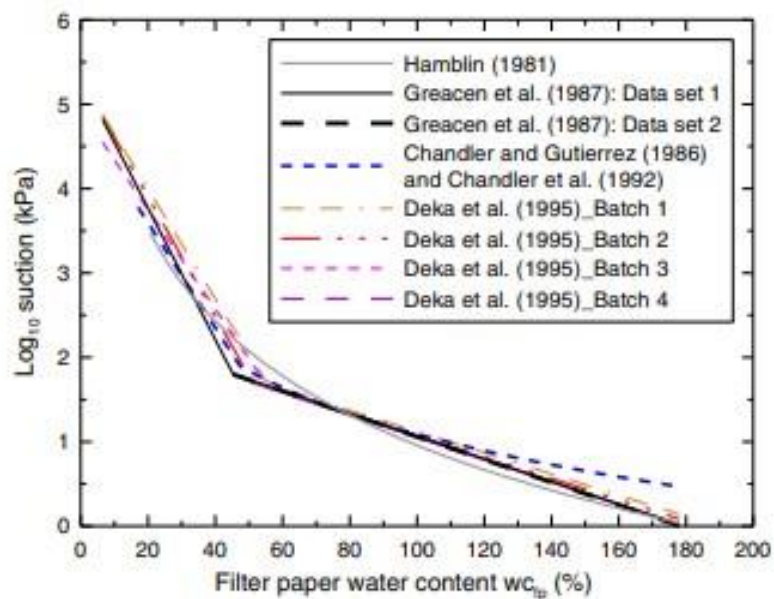 6
5
4
3
2
1
0
Log10 suction (kPa)
Hamblin (1981)
Greacen et al. (1987): Data set 1
Greacen et al. (1987): Data set 2
Chandler and Gutierrez (1986)
and Chandler et al. (1992)
Deka et al. (1995)_Batch 1
Deka et al. (1995)_Batch 2
Deka et al. (1995)_Batch 3
Deka et al. (1995)_Batch 4
0 20 40 60 80 100 120 140 160 180 200
Filter paper water content wcfp (%)